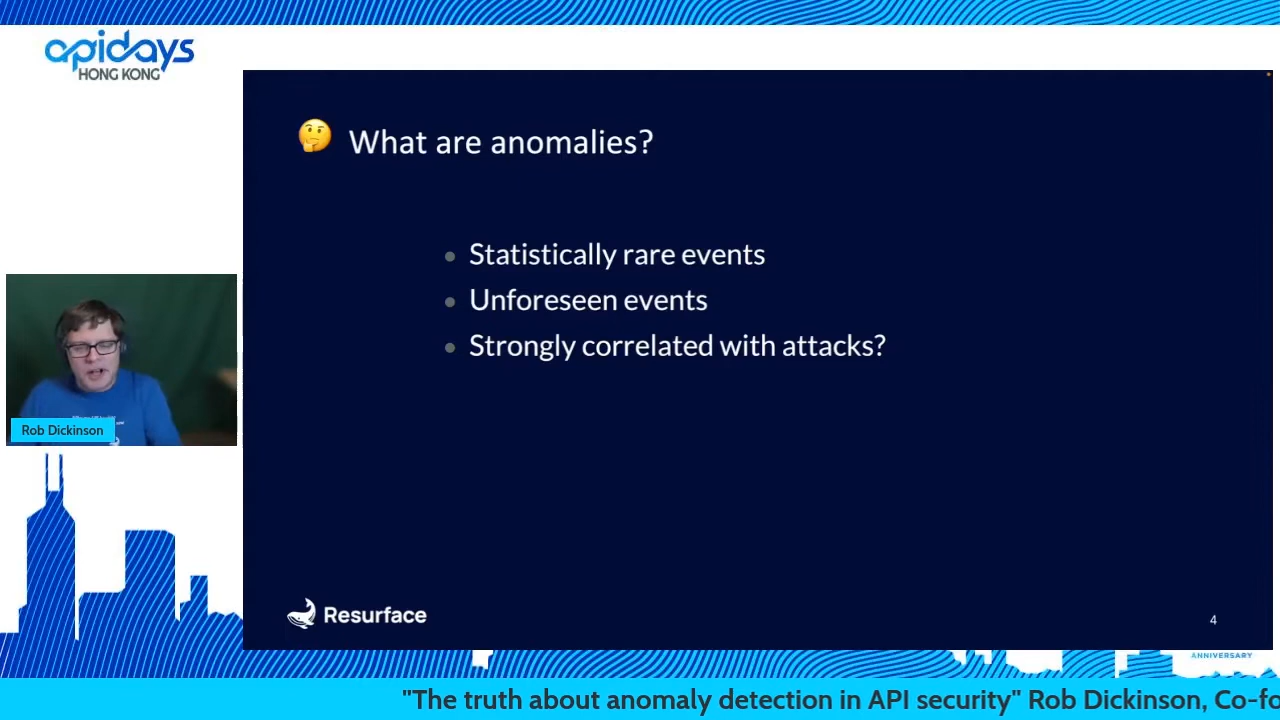 apidays
HONG KONG
🤔 What are anomalies?
• Statistically rare events
• Unforeseen events
• Strongly correlated with attacks?
Rob Dickinson
Resurface
4
ANNIVERSARY
"The truth about anomaly detection in API security" Rob Dickinson, Co-fo